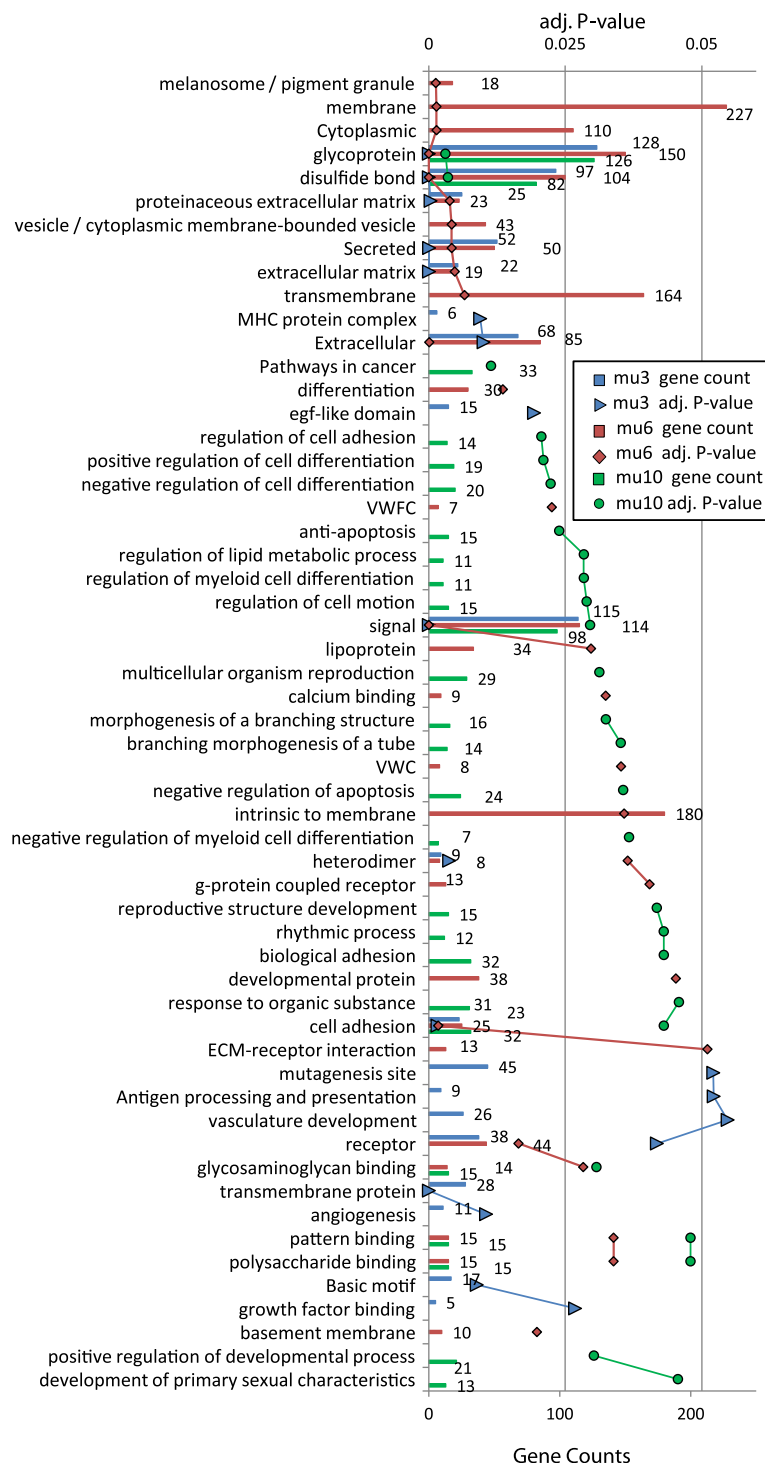 adj. P-value
0 0.025 0.05
melanosome / pigment granule 18
membrane 227
Cytoplasmic 110
glycoprotein 128 150 126
disulfide bond 97 104 82
proteinaceous extracellular matrix 25 23
vesicle / cytoplasmic membrane-bounded vesicle 43
Secreted 52 50
extracellular matrix 22 19
transmembrane 164
MHC protein complex 6
Extracellular 68 85
Pathways in cancer 33
differentiation 30
egf-like domain 15
regulation of cell adhesion 14
positive regulation of cell differentiation 19
negative regulation of cell differentiation 20
VWFC 7
anti-apoptosis 15
regulation of lipid metabolic process 11
regulation of myeloid cell differentiation 11
regulation of cell motion 15
signal 115 114 98
lipoprotein 34
multicellular organism reproduction 29
calcium binding 9
morphogenesis of a branching structure 16
branching morphogenesis of a tube 14
VWC 8
negative regulation of apoptosis 24
intrinsic to membrane 180
negative regulation of myeloid cell differentiation 7
heterodimer 9 8
g-protein coupled receptor 13
reproductive structure development 15
rhythmic process 12
biological adhesion 32
developmental protein 38
response to organic substance 31
cell adhesion 23 25 32
ECM-receptor interaction 13
mutagenesis site 45
Antigen processing and presentation 9
vasculature development 26
receptor 38 44
glycosaminoglycan binding 14 15
transmembrane protein 28
angiogenesis 11
pattern binding 15 15
polysaccharide binding 15 15
Basic motif 17
growth factor binding 5
basement membrane 10
positive regulation of developmental process 21
development of primary sexual characteristics 13
0 100 200
Gene Counts
mu3 gene count
mu3 adj. P-value
mu6 gene count
mu6 adj. P-value
mu10 gene count
mu10 adj. P-value